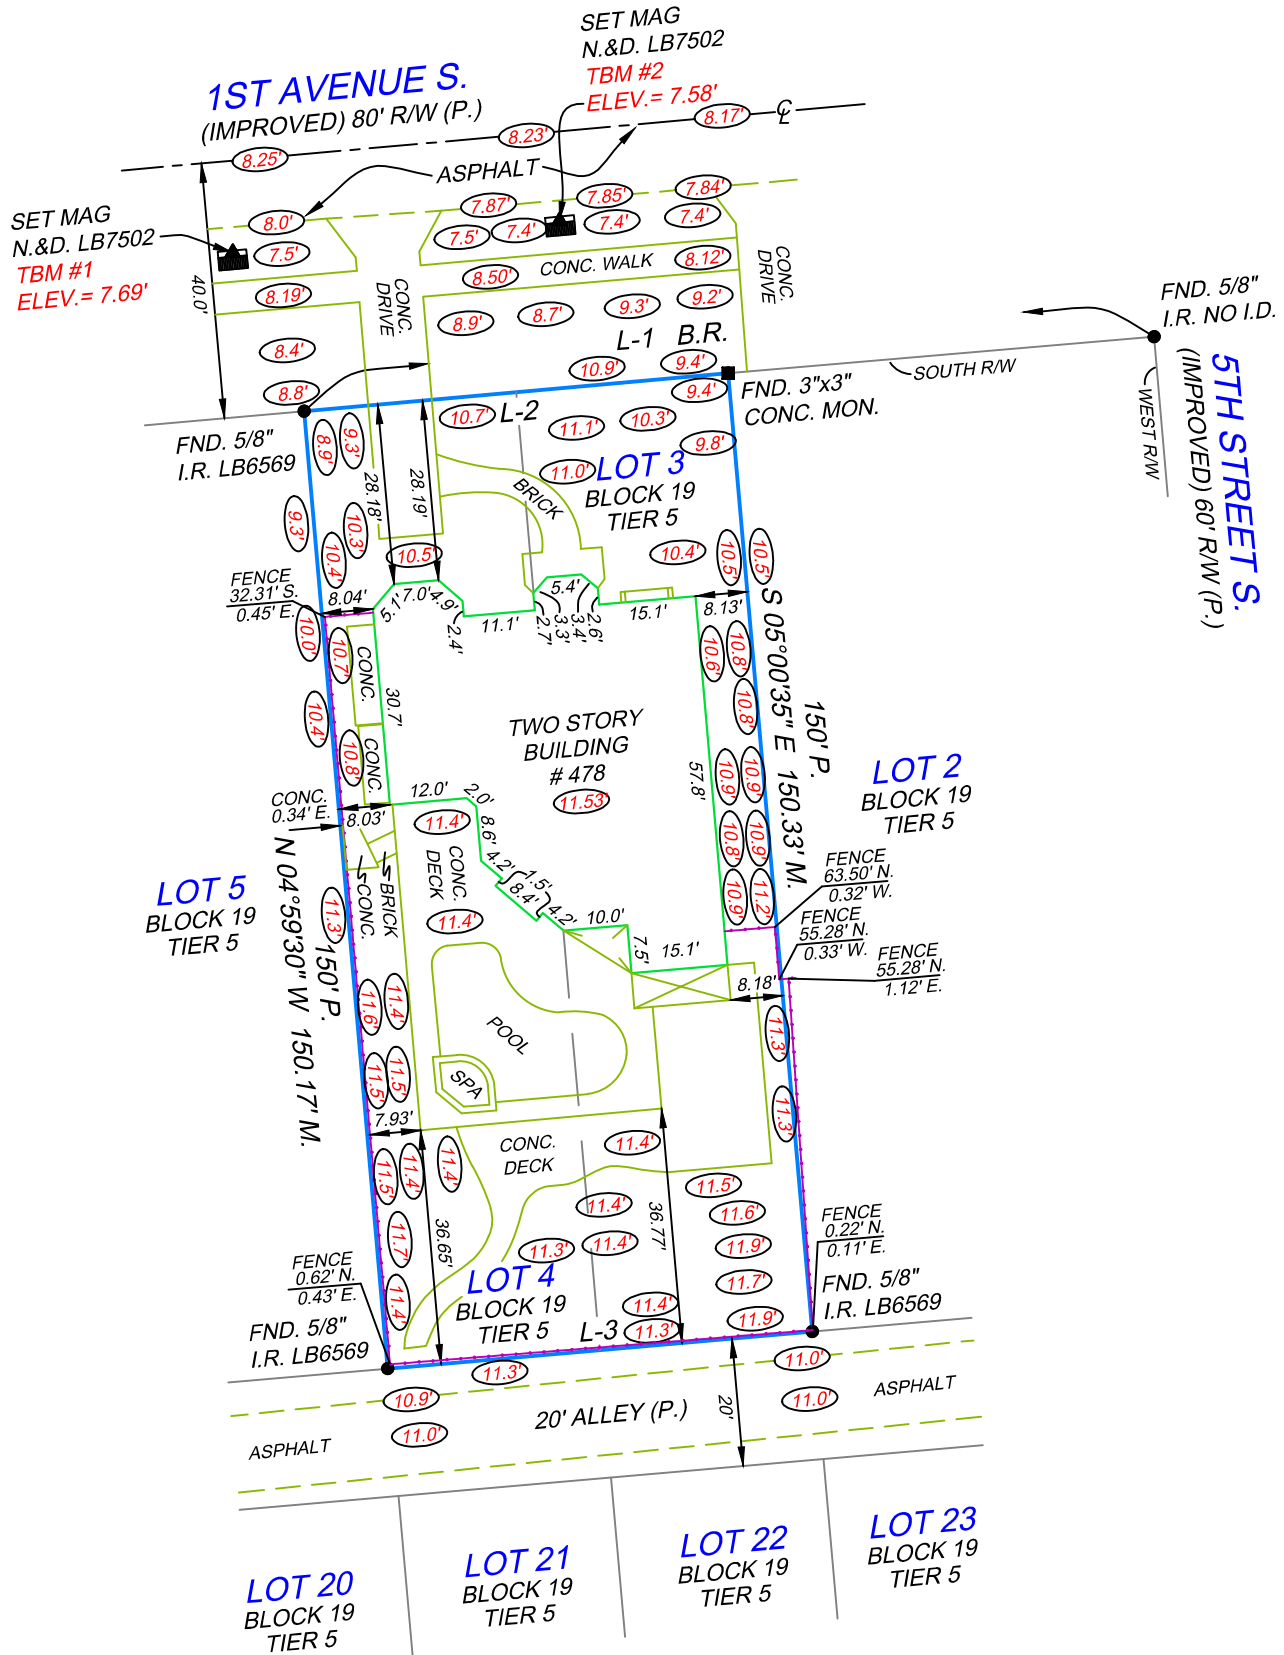 SET MAG
N.&D. LB7502
TBM #2
ELEV.= 7.58'
1ST AVENUE S.
(IMPROVED) 80' R/W (P.)
8.25'
8.23'
8.17'
℄
ASPHALT
SET MAG
N.&D. LB7502
TBM #1
ELEV.= 7.69'
40.0'
8.0'
7.87'
7.85'
7.84'
7.5'
7.5'
7.4'
7.4'
7.4'
8.19'
8.50'
CONC. WALK
8.12'
CONC.
DRIVE
CONC.
DRIVE
8.4'
8.9'
8.7'
9.3'
9.2'
L-1 B.R.
8.8'
10.9'
9.4'
FND. 5/8"
I.R. NO I.D.
SOUTH R/W
WEST R/W
5TH STREET S.
(IMPROVED) 60' R/W (P.)
FND. 3"x3"
CONC. MON.
9.4'
FND. 5/8"
I.R. LB6569
L-2
10.7'
11.1'
10.3'
9.8'
11.0'
8.9'
9.3'
28.18'
28.19'
LOT 3
BLOCK 19
TIER 5
BRICK
9.3'
10.3'
10.4'
10.5'
10.4'
10.5'
10.5'
FENCE
32.31' S.
0.45' E.
8.04'
5.1'
7.0'
4.9'
2.4'
11.1'
2.7'
5.4'
3.3'
3.4'
2.6'
15.1'
8.13'
10.0'
10.7'
CONC.
30.7'
10.4'
10.8'
CONC.
10.6'
10.8'
10.8'
S 05°00'35" E 150.33' M.
150' P.
TWO STORY
BUILDING
# 478
11.53'
57.8'
10.9'
10.9'
LOT 2
BLOCK 19
TIER 5
CONC.
0.34' E.
8.03'
12.0'
2.0'
8.6'
11.4'
CONC.
DECK
4.2'
1.5'
8.4'
4.2'
10.0'
7.5'
15.1'
10.8'
10.9'
10.9'
11.2'
FENCE
63.50' N.
0.32' W.
FENCE
55.28' N.
0.33' W.
FENCE
55.28' N.
1.12' E.
8.18'
LOT 5
BLOCK 19
TIER 5
CONC.
BRICK
11.4'
11.3'
N 04°59'30" W 150.17' M.
150' P.
11.6'
11.4'
POOL
SPA
11.5'
11.5'
7.93'
11.3'
11.3'
CONC.
DECK
11.4'
11.5'
11.4'
11.4'
11.5'
36.65'
36.77'
11.4'
11.6'
11.7'
11.3'
11.4'
11.9'
FENCE
0.22' N.
0.11' E.
FENCE
0.62' N.
0.43' E.
11.4'
LOT 4
BLOCK 19
TIER 5
11.7'
FND. 5/8"
I.R. LB6569
L-3
11.4'
11.3'
11.9'
FND. 5/8"
I.R. LB6569
11.3'
11.0'
10.9'
11.0'
ASPHALT
20' ALLEY (P.)
20'
11.0'
ASPHALT
LOT 20
BLOCK 19
TIER 5
LOT 21
BLOCK 19
TIER 5
LOT 22
BLOCK 19
TIER 5
LOT 23
BLOCK 19
TIER 5